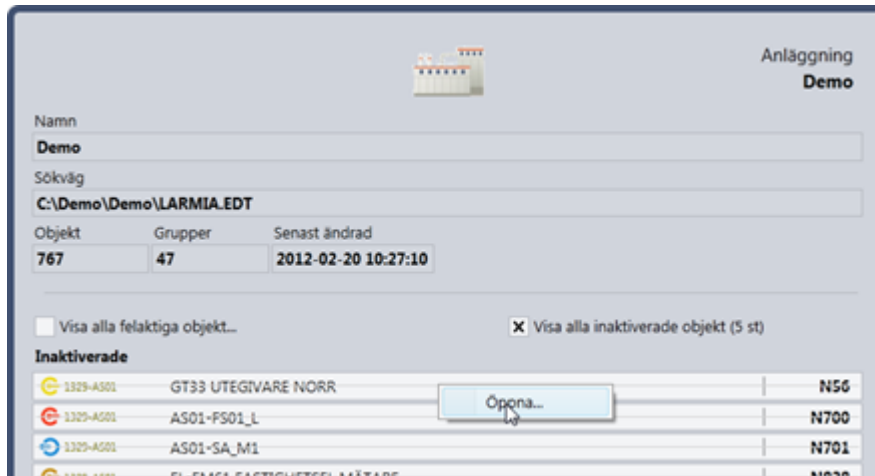 Anläggning
Demo
Namn
Demo
Sökväg
C:\Demo\Demo\LARMIA.EDT
Objekt Grupper Senast ändrad
767 47 2012-02-20 10:27:10
Visa alla felaktiga objekt... Visa alla inaktiverade objekt (5 st)
Inaktiverade
1329-AS01 GT33 UTEGIVARE NORR N56
Öppna...
1329-AS01 AS01-FS01_L N700
1329-AS01 AS01-SA_M1 N701